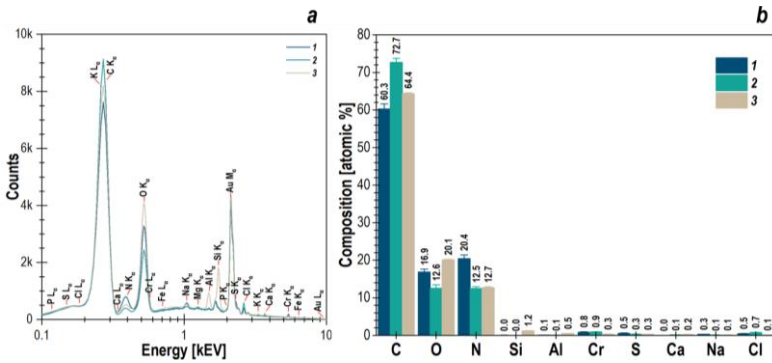 a
10k
8k
6k
4k
2k
0
Counts
0.1
1
10
Energy [keV]
1
2
3
P Lα
S Lα
Cl Lα
K Lα
C Kα
Ca Lα
N Kα
O Kα
Cr Lα
Fe Lα
Na Kα
Mg Kα
Al Kα
Si Kα
P Kα
Au Mα
S Kα
Cl Kα
K Kα
Ca Kα
Cr Kα
Fe Kα
Au Lα
b
80
70
60
50
40
30
20
10
0
Composition [atomic %]
1
2
3
60.3 72.7 64.4
16.9 12.6 20.1
20.4 12.5 12.7
0.0 0.0 1.2
0.1 0.1 0.5
0.8 0.9 0.3
0.5 0.3 0.3
0.0 0.1 0.2
0.3 0.1 0.1
0.5 0.7 0.1
C O N Si Al Cr S Ca Na Cl